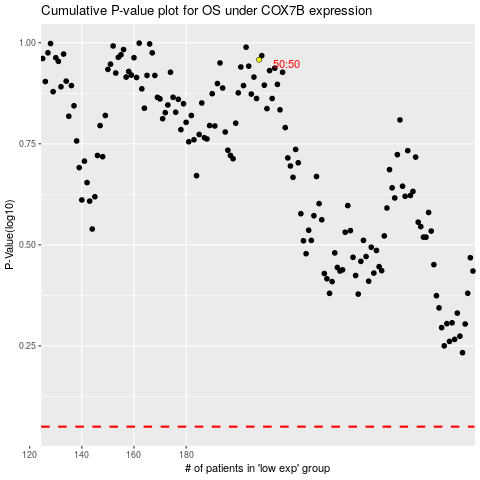 Cumulative P-value plot for OS under COX7B expression
1.00
50:50
0.75
P-Value(log10)
0.50
0.25
120 140 160 180
# of patients in 'low exp' group